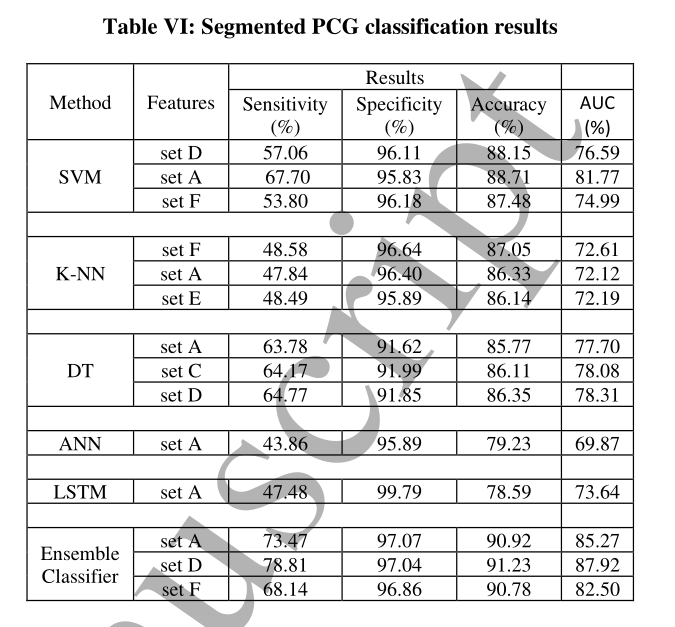 Table VI: Segmented PCG classification results
Results
Method Features Sensitivity (%) Specificity (%) Accuracy (%) AUC (%)
SVM
set D 57.06 96.11 88.15 76.59
set A 67.70 95.83 88.71 81.77
set F 53.80 96.18 87.48 74.99
K-NN
set F 48.58 96.64 87.05 72.61
set A 47.84 96.40 86.33 72.12
set E 48.49 95.89 86.14 72.19
DT
set A 63.78 91.62 85.77 77.70
set C 64.17 91.99 86.11 78.08
set D 64.77 91.85 86.35 78.31
ANN set A 43.86 95.89 79.23 69.87
LSTM set A 47.48 99.79 78.59 73.64
Ensemble Classifier
set A 73.47 97.07 90.92 85.27
set D 78.81 97.04 91.23 87.92
set F 68.14 96.86 90.78 82.50
uscript